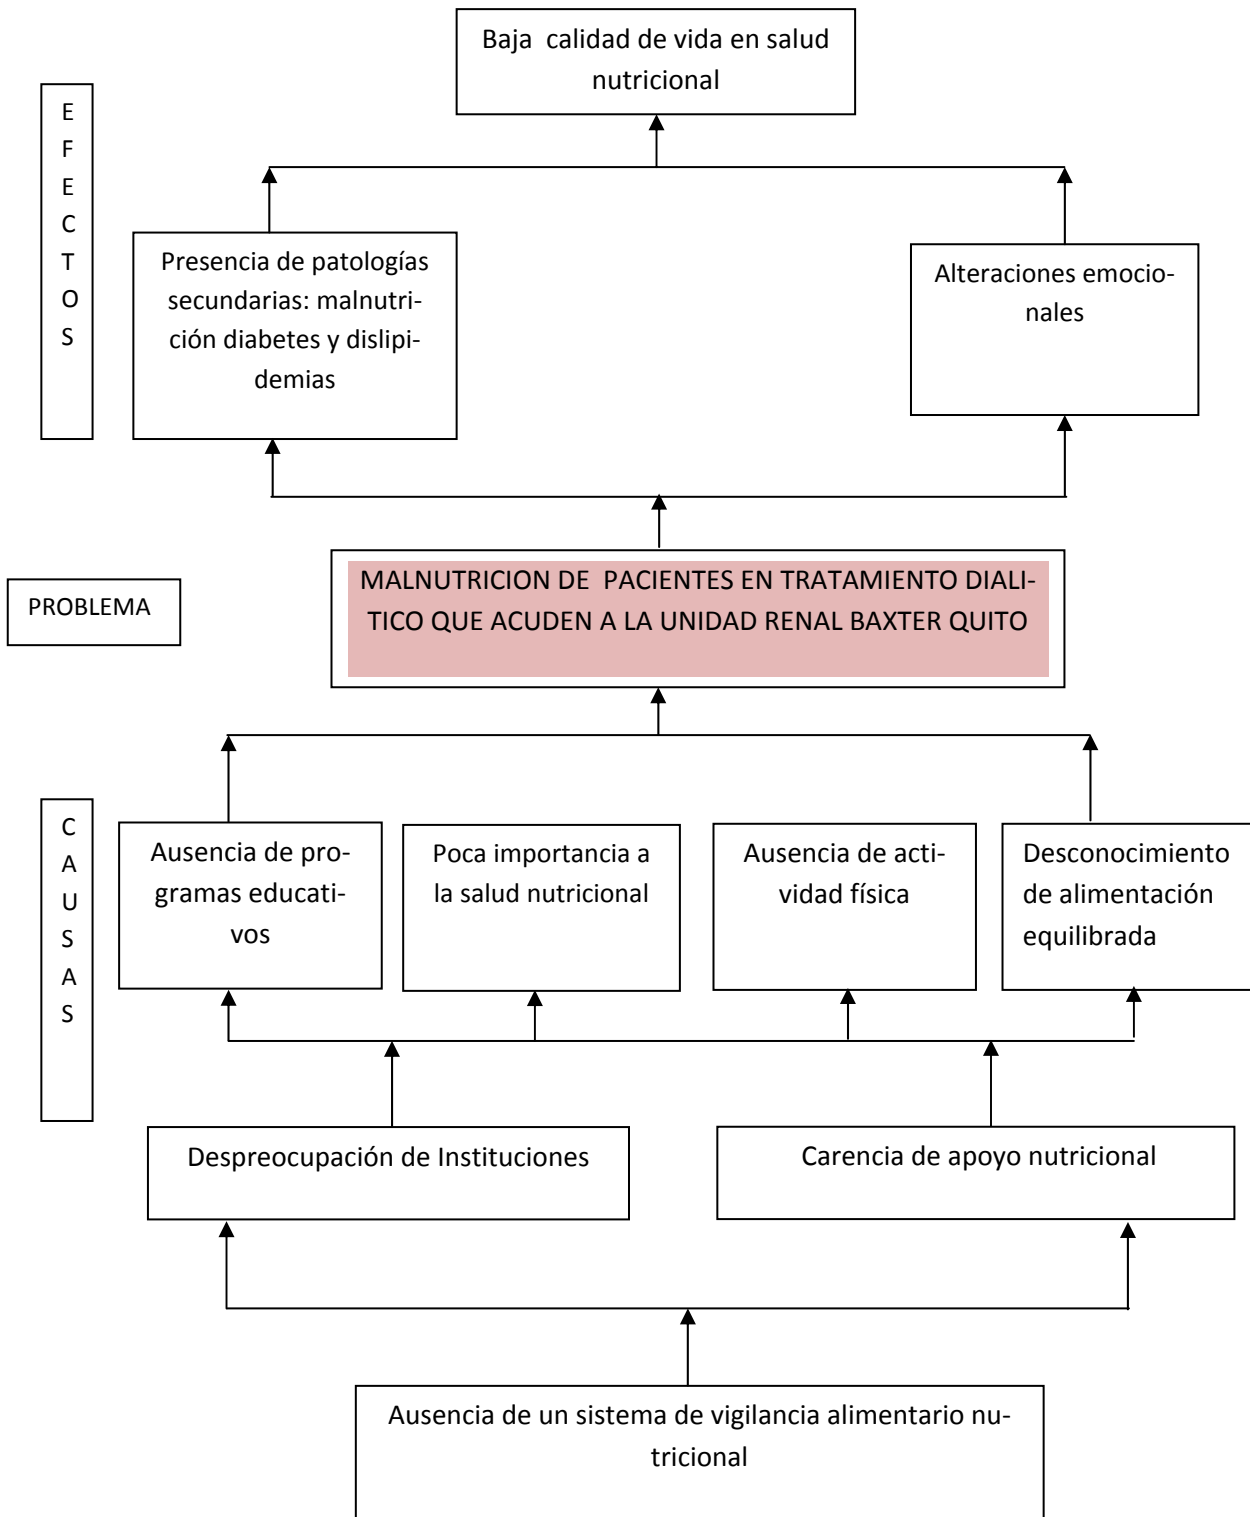 Baja  calidad de vida en salud
nutricional
E
F
E
C
T
O
S
Presencia de patologías
secundarias: malnutri-
ción diabetes y dislipi-
demias
Alteraciones emocio-
nales
PROBLEMA
MALNUTRICION DE  PACIENTES EN TRATAMIENTO DIALI-
TICO QUE ACUDEN A LA UNIDAD RENAL BAXTER QUITO
C
A
U
S
A
S
Ausencia de pro-
gramas educati-
vos
Poca importancia a
la salud nutricional
Ausencia de acti-
vidad física
Desconocimiento
de alimentación
equilibrada
Despreocupación de Instituciones
Carencia de apoyo nutricional
Ausencia de un sistema de vigilancia alimentario nu-
tricional